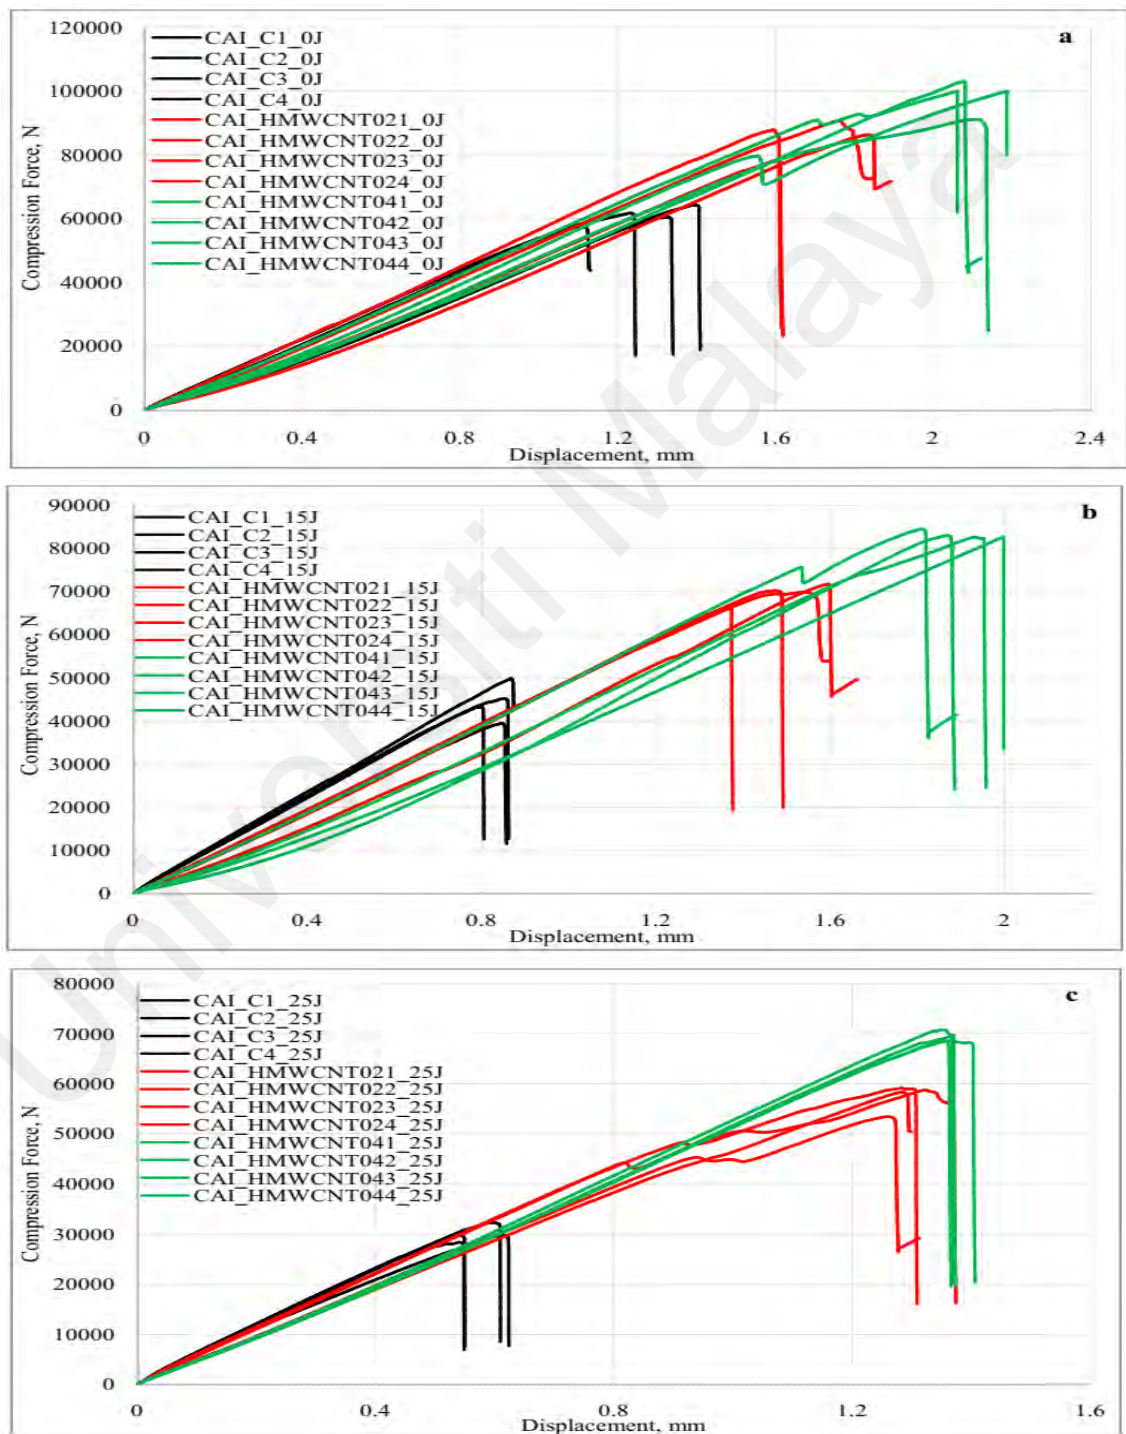 120000
100000
80000
60000
40000
20000
0
Compression Force, N
CAI_C1_0J
CAI_C2_0J
CAI_C3_0J
CAI_C4_0J
CAI_HMWCNT021_0J
CAI_HMWCNT022_0J
CAI_HMWCNT023_0J
CAI_HMWCNT024_0J
CAI_HMWCNT041_0J
CAI_HMWCNT042_0J
CAI_HMWCNT043_0J
CAI_HMWCNT044_0J
a
0 0.4 0.8 1.2 1.6 2 2.4
Displacement, mm
90000
80000
70000
60000
50000
40000
30000
20000
10000
0
Compression Force, N
CAI_C1_15J
CAI_C2_15J
CAI_C3_15J
CAI_C4_15J
CAI_HMWCNT021_15J
CAI_HMWCNT022_15J
CAI_HMWCNT023_15J
CAI_HMWCNT024_15J
CAI_HMWCNT041_15J
CAI_HMWCNT042_15J
CAI_HMWCNT043_15J
CAI_HMWCNT044_15J
b
0 0.4 0.8 1.2 1.6 2
Displacement, mm
80000
70000
60000
50000
40000
30000
20000
10000
0
Compression Force, N
CAI_C1_25J
CAI_C2_25J
CAI_C3_25J
CAI_C4_25J
CAI_HMWCNT021_25J
CAI_HMWCNT022_25J
CAI_HMWCNT023_25J
CAI_HMWCNT024_25J
CAI_HMWCNT041_25J
CAI_HMWCNT042_25J
CAI_HMWCNT043_25J
CAI_HMWCNT044_25J
c
0 0.4 0.8 1.2 1.6
Displacement, mm
Universiti Malaya